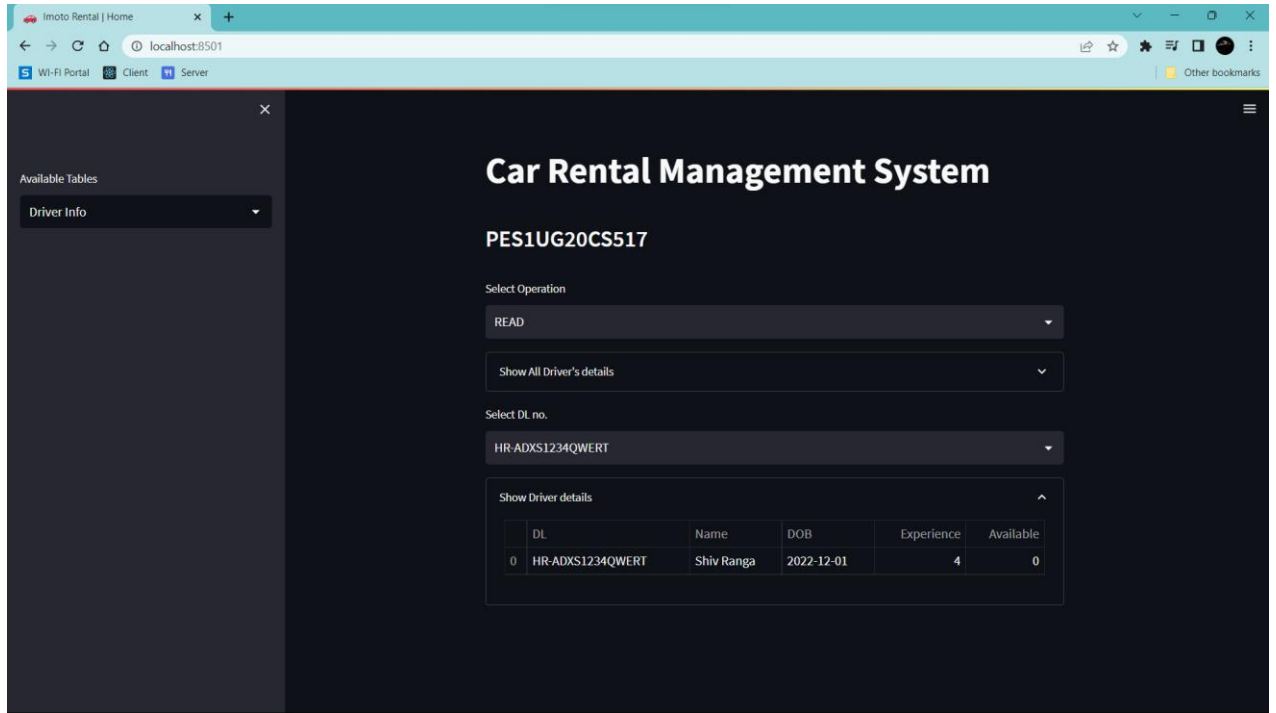 Imoto Rental | Home
localhost:8501
WI-FI Portal Client Server Other bookmarks
Available Tables
Driver Info
Car Rental Management System
PES1UG20CS517
Select Operation
READ
Show All Driver's details
Select DL no.
HR-ADXS1234QWERT
Show Driver details
DL Name DOB Experience Available
0 HR-ADXS1234QWERT Shiv Ranga 2022-12-01 4 0